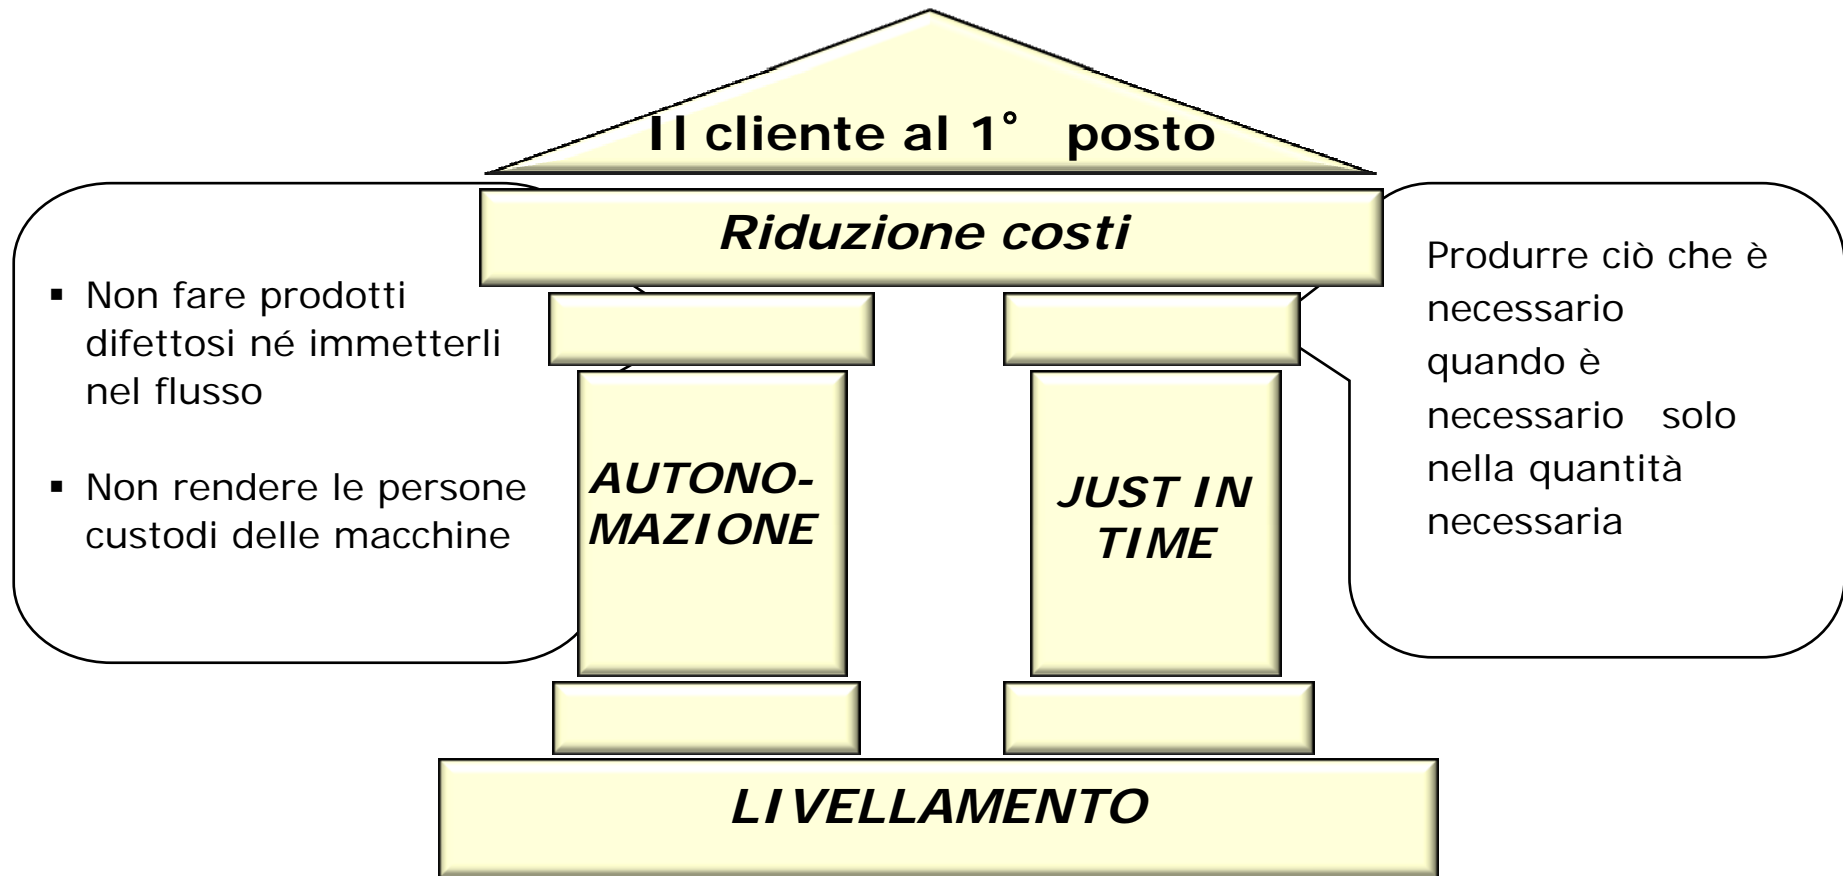 Il cliente al 1° posto
Riduzione costi
▪ Non fare prodotti
difettosi né immetterli
nel flusso
▪ Non rendere le persone
custodi delle macchine
AUTONO-
MAZIONE
JUST IN
TIME
Produrre ciò che è
necessario
quando è
necessario solo
nella quantità
necessaria
LIVELLAMENTO